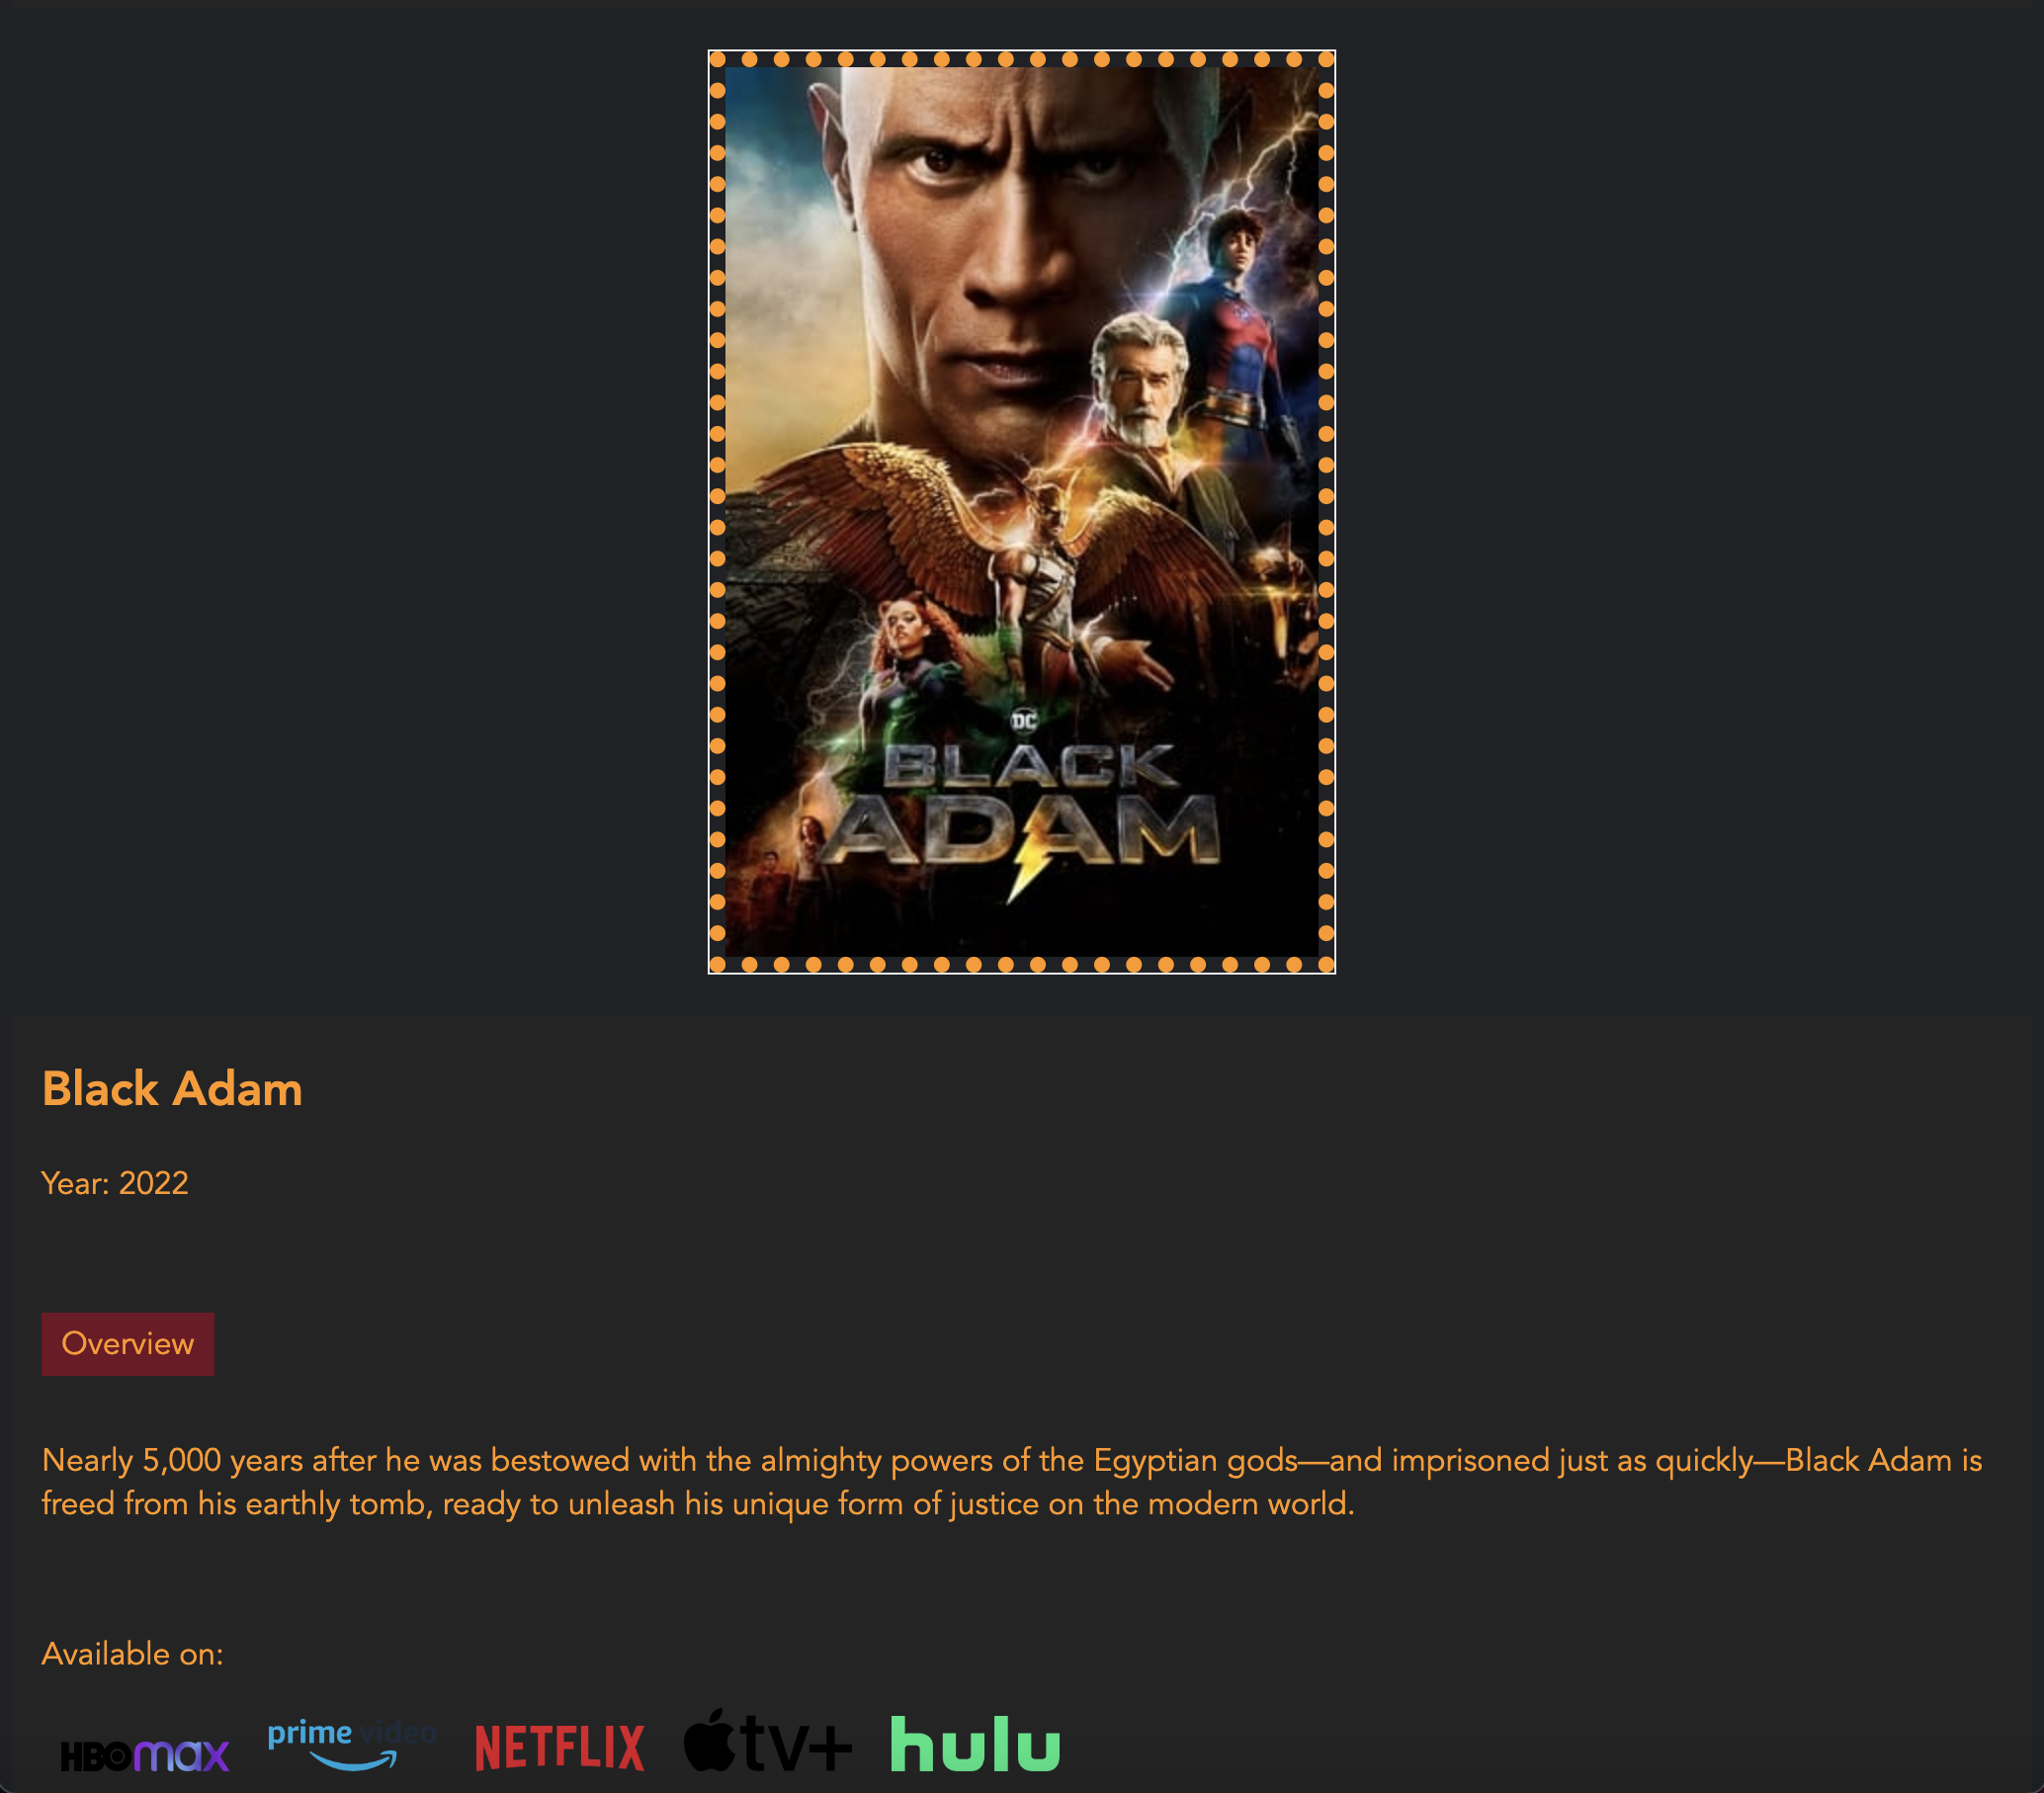 DC
BLACK
ADAM
Black Adam
Year: 2022
Overview
Nearly 5,000 years after he was bestowed with the almighty powers of the Egyptian gods—and imprisoned just as quickly—Black Adam is
freed from his earthly tomb, ready to unleash his unique form of justice on the modern world.
Available on:
HBOmax prime video NETFLIX tv+ hulu